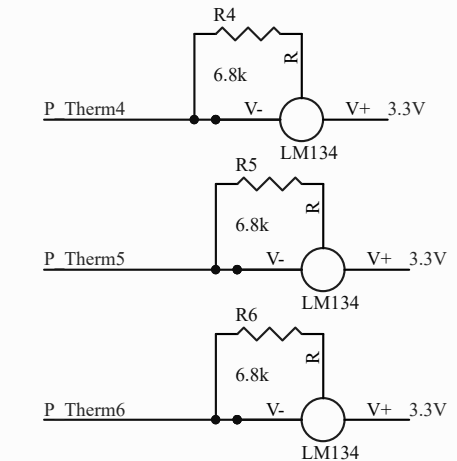 R4
R
6.8k
P_Therm4 V- V+ 3.3V
LM134
R5
R
6.8k
P_Therm5 V- V+ 3.3V
LM134
R6
R
6.8k
P_Therm6 V- V+ 3.3V
LM134